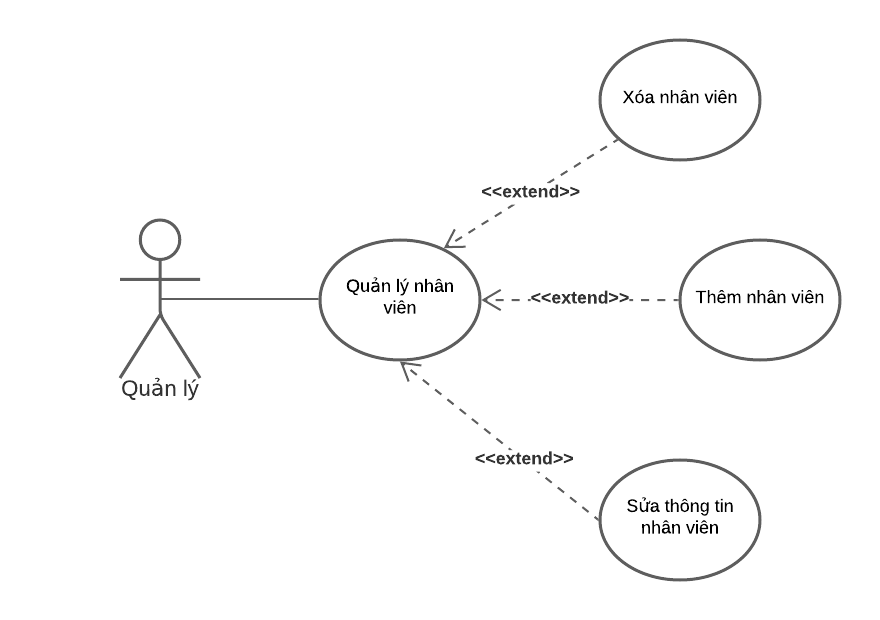 Xóa nhân viên
<<extend>>
Quản lý nhân
viên
<<extend>>
Thêm nhân viên
Quản lý
<<extend>>
Sửa thông tin
nhân viên